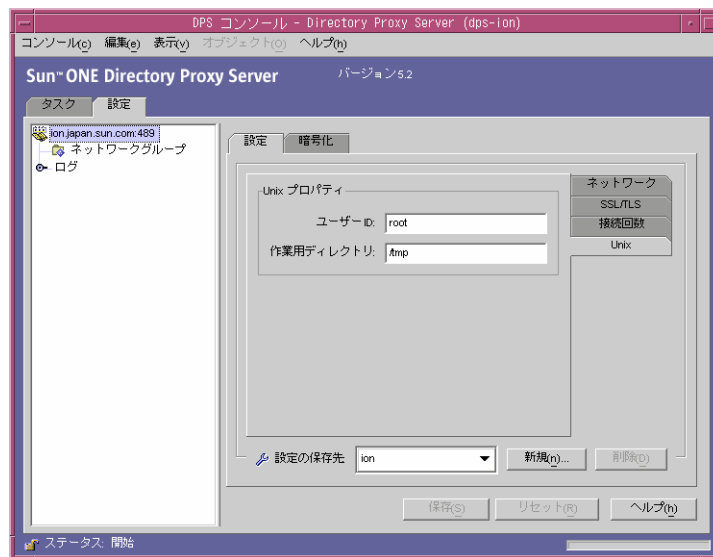 DPS コンソール - Directory Proxy Server (dps-ion)
コンソール(c) 編集(e) 表示(v) オブジェクト(O) ヘルプ(h)
Sun™ ONE Directory Proxy Server バージョン5.2
タスク 設定
ion.japan.sun.com:489
ネットワークグループ
ログ
設定 暗号化
ネットワーク
SSL/TLS
接続回数
Unix
Unix プロパティ
ユーザーID: root
作業用ディレクトリ: /tmp
設定の保存先 ion 新規(n)... 削除(D)
保存(S) リセット(R) ヘルプ(h)
ステータス: 開始